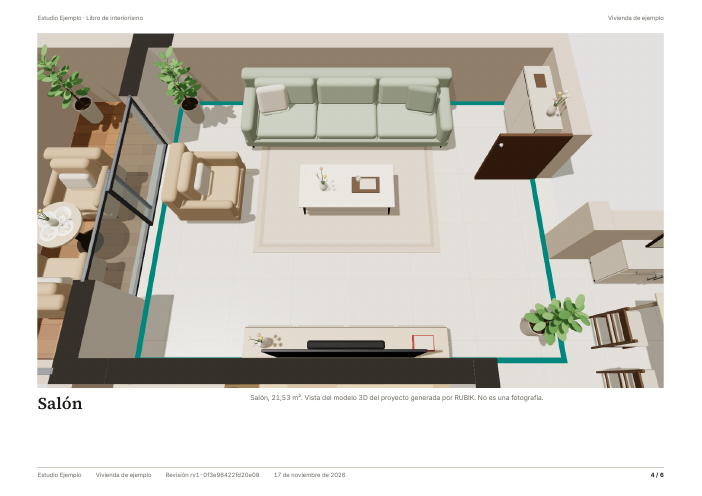 Estudio Ejemplo · Libro de interiorismo
Vivienda de ejemplo
Salón
Salón, 21,53 m². Vista del modelo 3D del proyecto generada por RUBIK. No es una fotografía.
Estudio Ejemplo Vivienda de ejemplo Revisión rv1-0f3e96422fd20e08 17 de noviembre de 2026 4 / 6